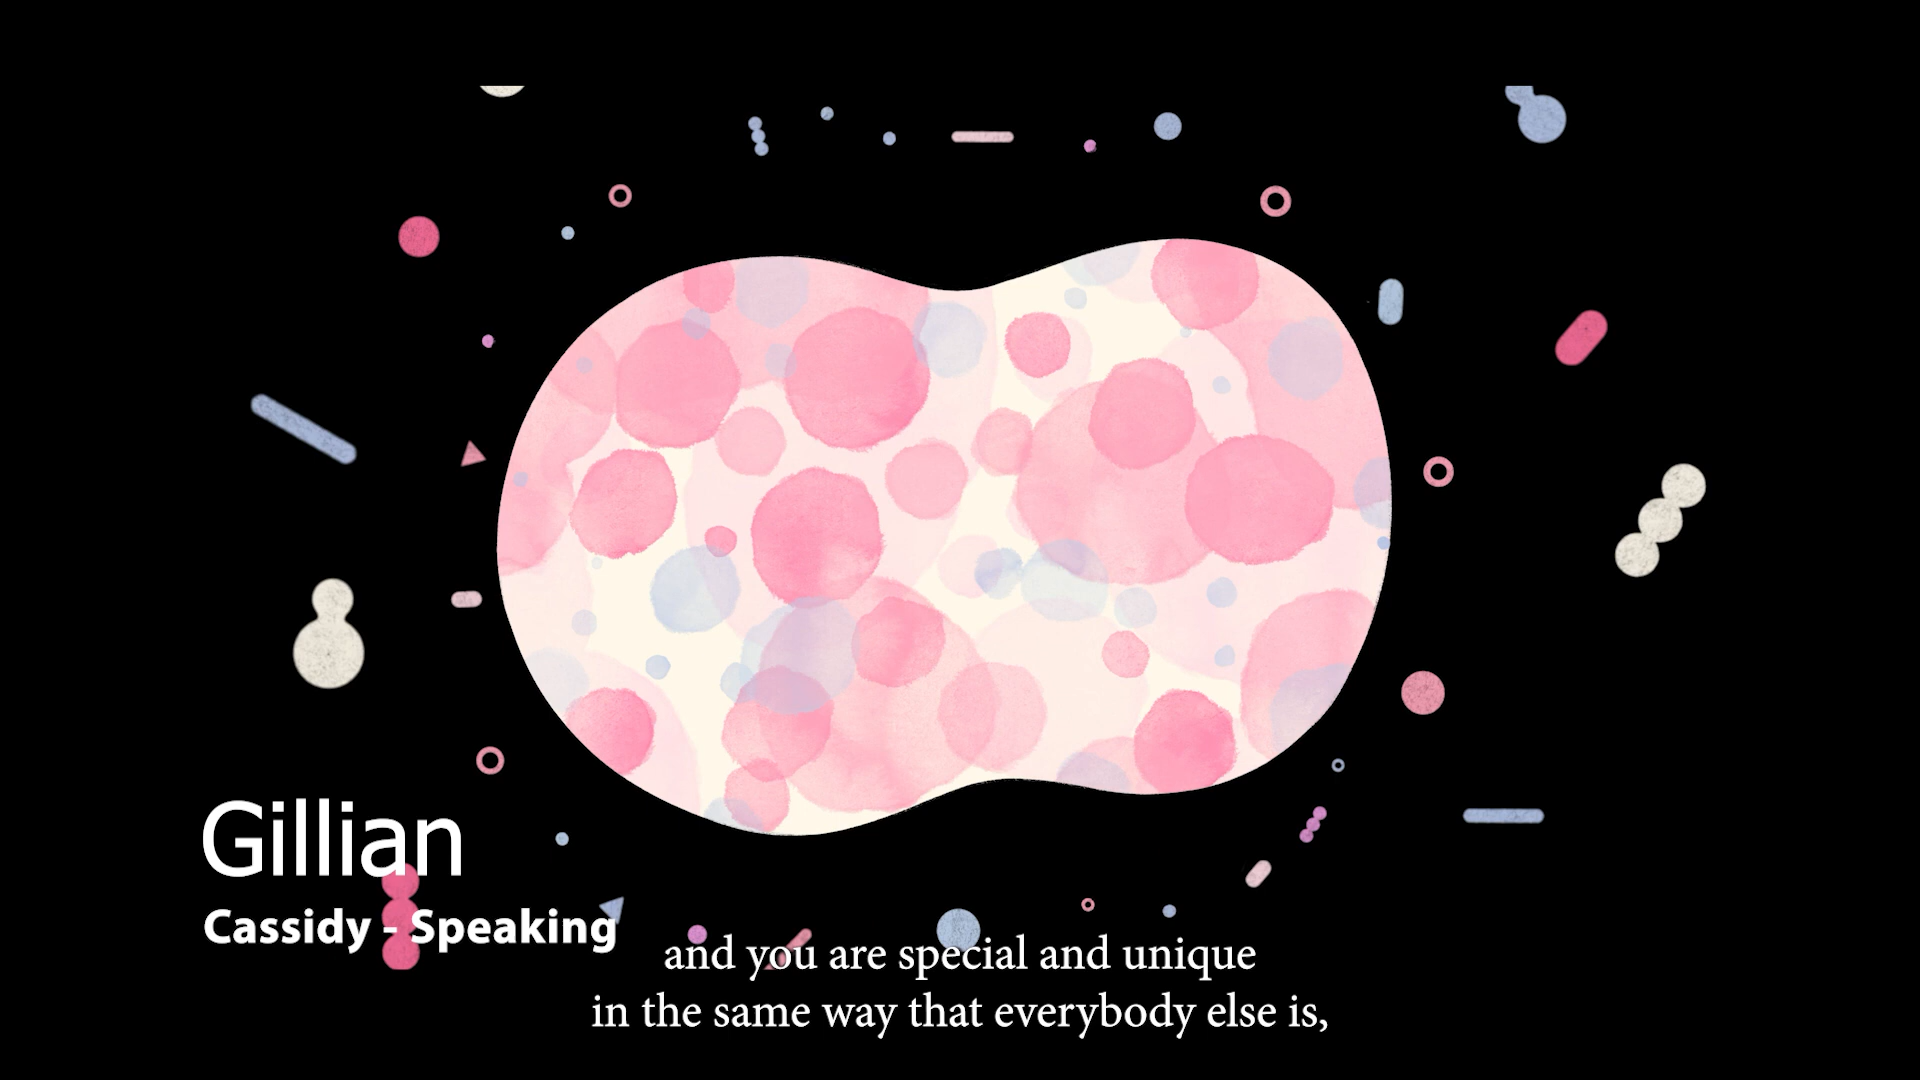 Gillian
Cassidy - Speaking
and you are special and unique
in the same way that everybody else is,